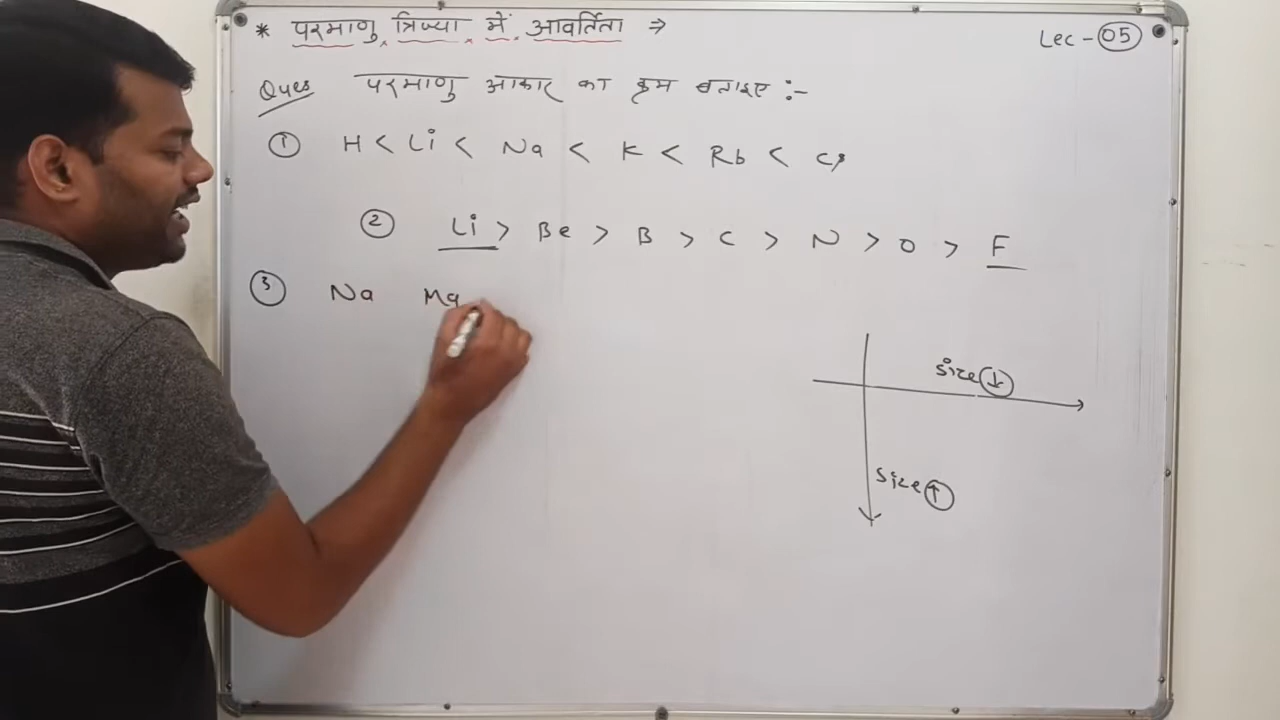 * परमाणु त्रिज्या में आवर्तिता →
Lec - 05
Ques परमाणु आकार का क्रम बताइए :-
① H < Li < Na < K < Rb < Cs
② Li > Be > B > C > N > O > F
③ Na Mg
size ↓
size ↑